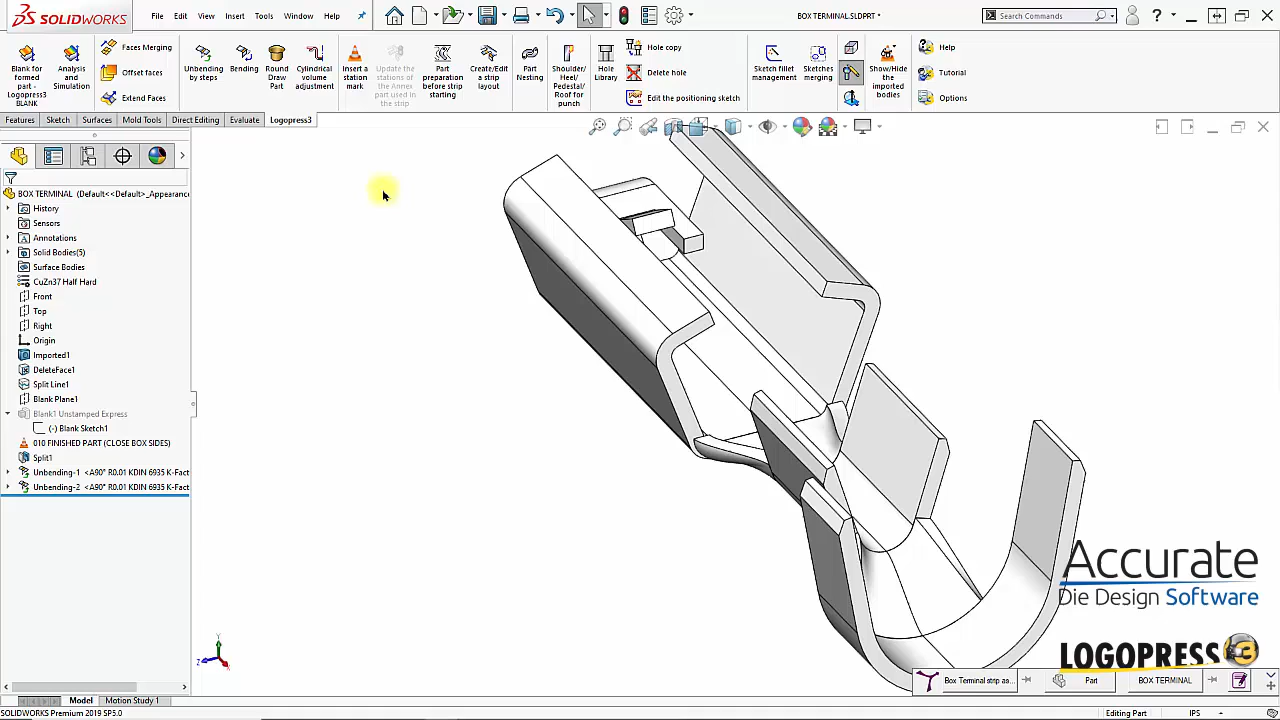 SOLIDWORKS
File Edit View Insert Tools Window Help
BOX TERMINAL.SLDPRT *
Search Commands
Blank for formed part - Logopress3 BLANK
Analysis and Simulation
Faces Merging
Offset faces
Extend Faces
Unbending by steps
Bending
Round Draw Part
Cylindrical volume adjustment
Insert a station mark
Update the stations of the Annex part used in the strip
Part preparation before strip starting
Create/Edit a strip layout
Part Nesting
Shoulder/ Heel/ Pedestal/ Roof for punch
Hole Library
Hole copy
Delete hole
Edit the positioning sketch
Sketch fillet management
Sketches merging
Show/Hide the imported bodies
Help
Tutorial
Options
Features Sketch Surfaces Mold Tools Direct Editing Evaluate Logopress3
BOX TERMINAL (Default<<Default>_Appearance
History
Sensors
Annotations
Solid Bodies(5)
Surface Bodies
CuZn37 Half Hard
Front
Top
Right
Origin
Imported1
DeleteFace1
Split Line1
Blank Plane1
Blank1 Unstamped Express
(-) Blank Sketch1
010 FINISHED PART (CLOSE BOX SIDES)
Split1
Unbending-1 <A90° R0.01 KDIN 6935 K-Fact
Unbending-2 <A90° R0.01 KDIN 6935 K-Fact
Y
Z
X
Accurate
Die Design Software
LOGOPRESS3
Box Terminal strip as... Part BOX TERMINAL
Model Motion Study 1
SOLIDWORKS Premium 2019 SP5.0
Editing Part IPS